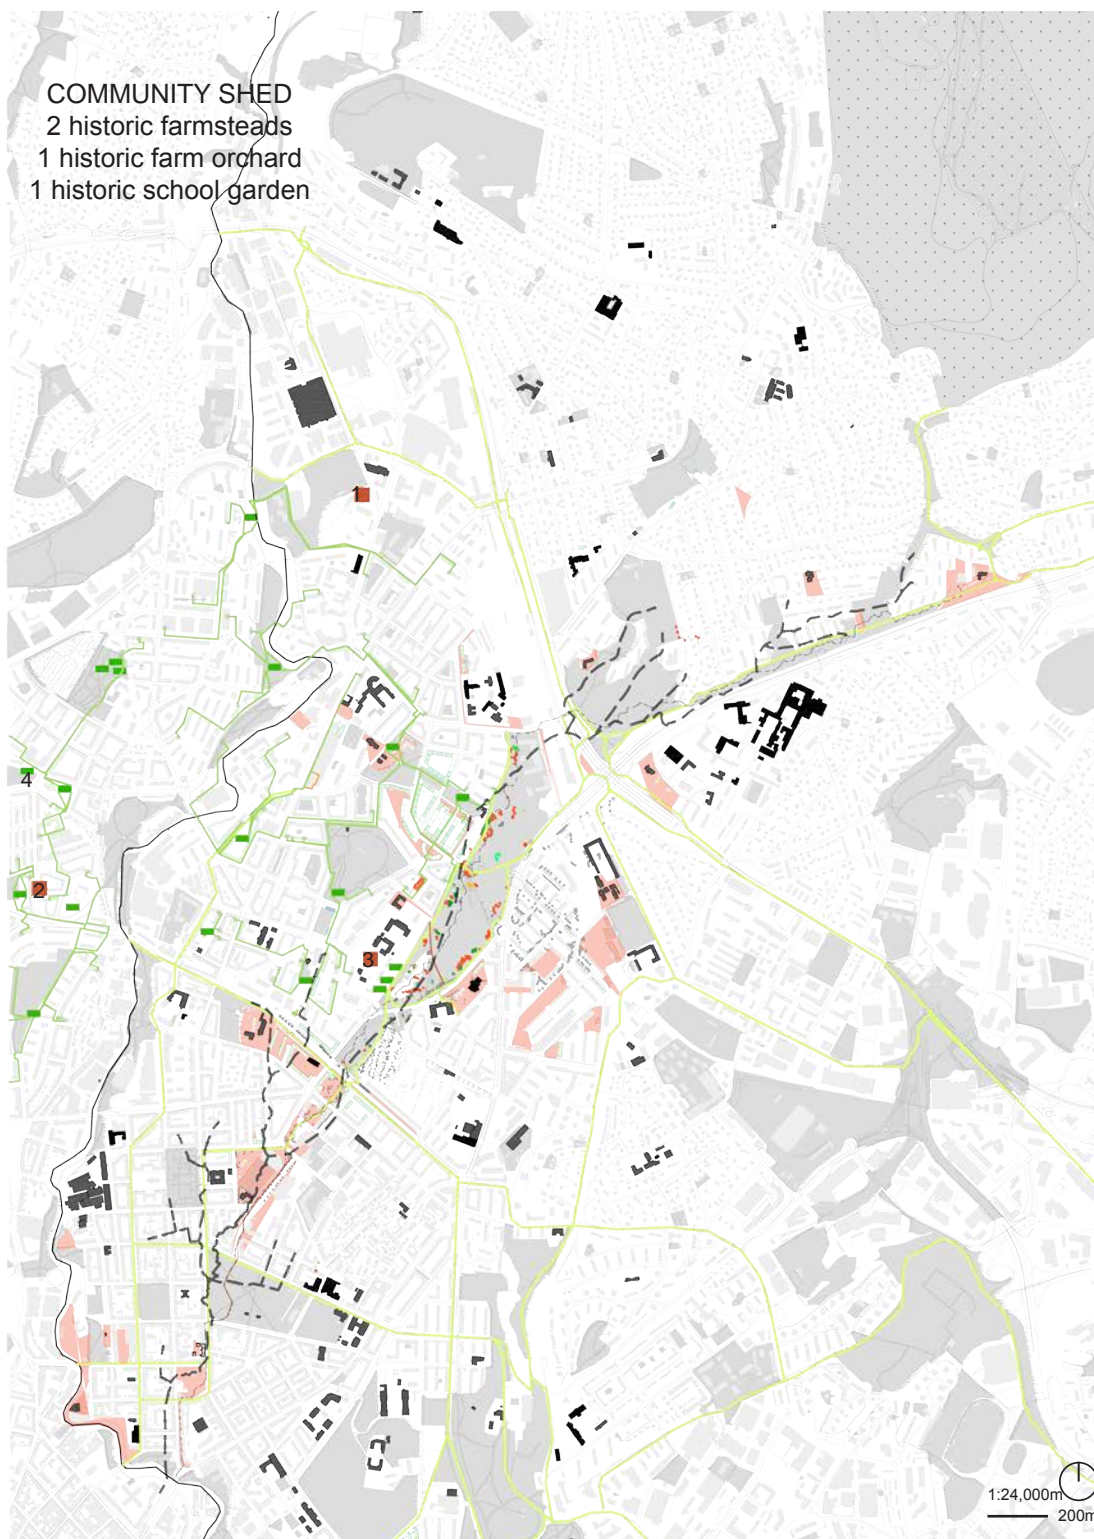 COMMUNITY SHED
2 historic farmsteads
1 historic farm orchard
1 historic school garden
1
4
2
3
1:24,000m
200m